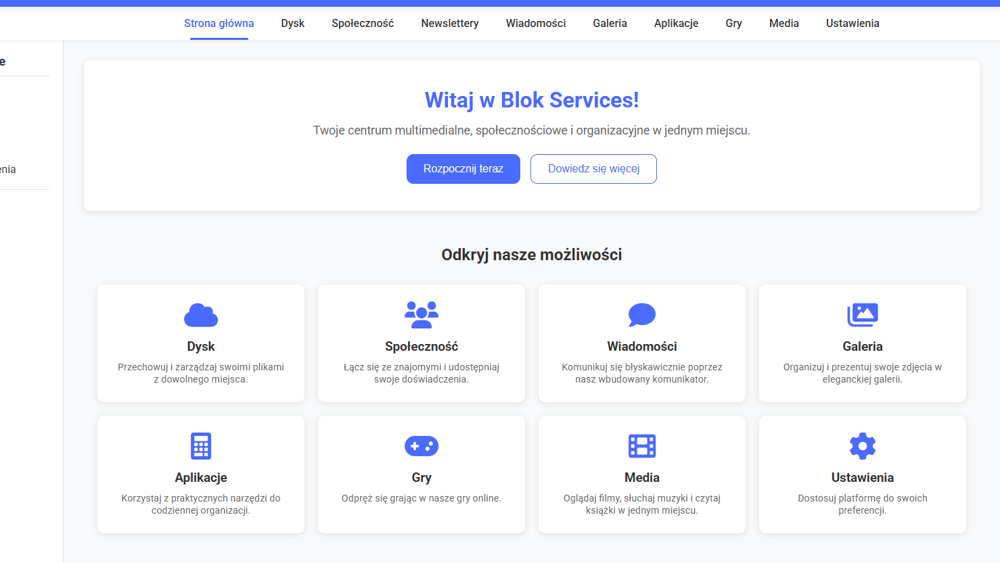 Strona główna Dysk Społeczność Newslettery Wiadomości Galeria Aplikacje Gry Media Ustawienia
Witaj w Blok Services!
Twoje centrum multimedialne, społecznościowe i organizacyjne w jednym miejscu.
Rozpocznij teraz Dowiedz się więcej
Odkryj nasze możliwości
Dysk
Przechowuj i zarządzaj swoimi plikami
z dowolnego miejsca.
Społeczność
Łącz się ze znajomymi i udostępniaj
swoje doświadczenia.
Wiadomości
Komunikuj się błyskawicznie poprzez
nasz wbudowany komunikator.
Galeria
Organizuj i prezentuj swoje zdjęcia w
eleganckiej galerii.
Aplikacje
Korzystaj z praktycznych narzędzi do
codziennej organizacji.
Gry
Odpręż się grając w nasze gry online.
Media
Oglądaj filmy, słuchaj muzyki i czytaj
książki w jednym miejscu.
Ustawienia
Dostosuj platformę do swoich
preferencji.